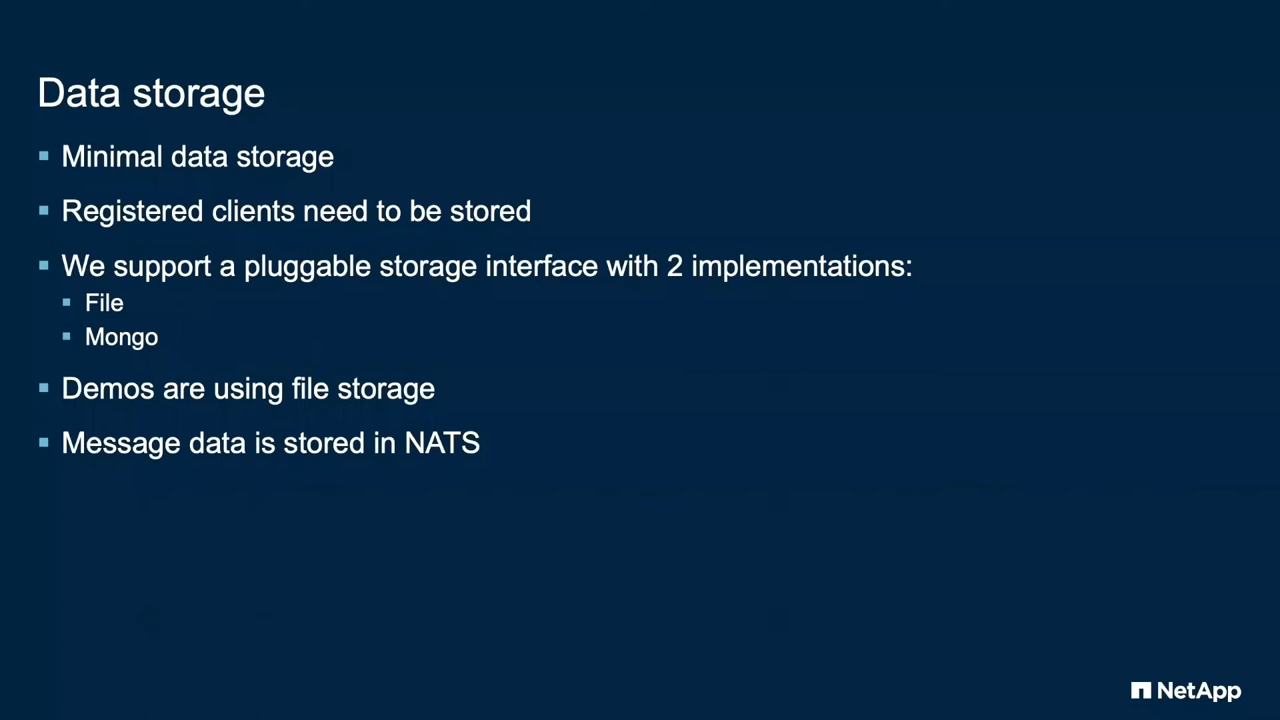 Data storage
Minimal data storage
Registered clients need to be stored
We support a pluggable storage interface with 2 implementations:
File
Mongo
Demos are using file storage
Message data is stored in NATS
NetApp